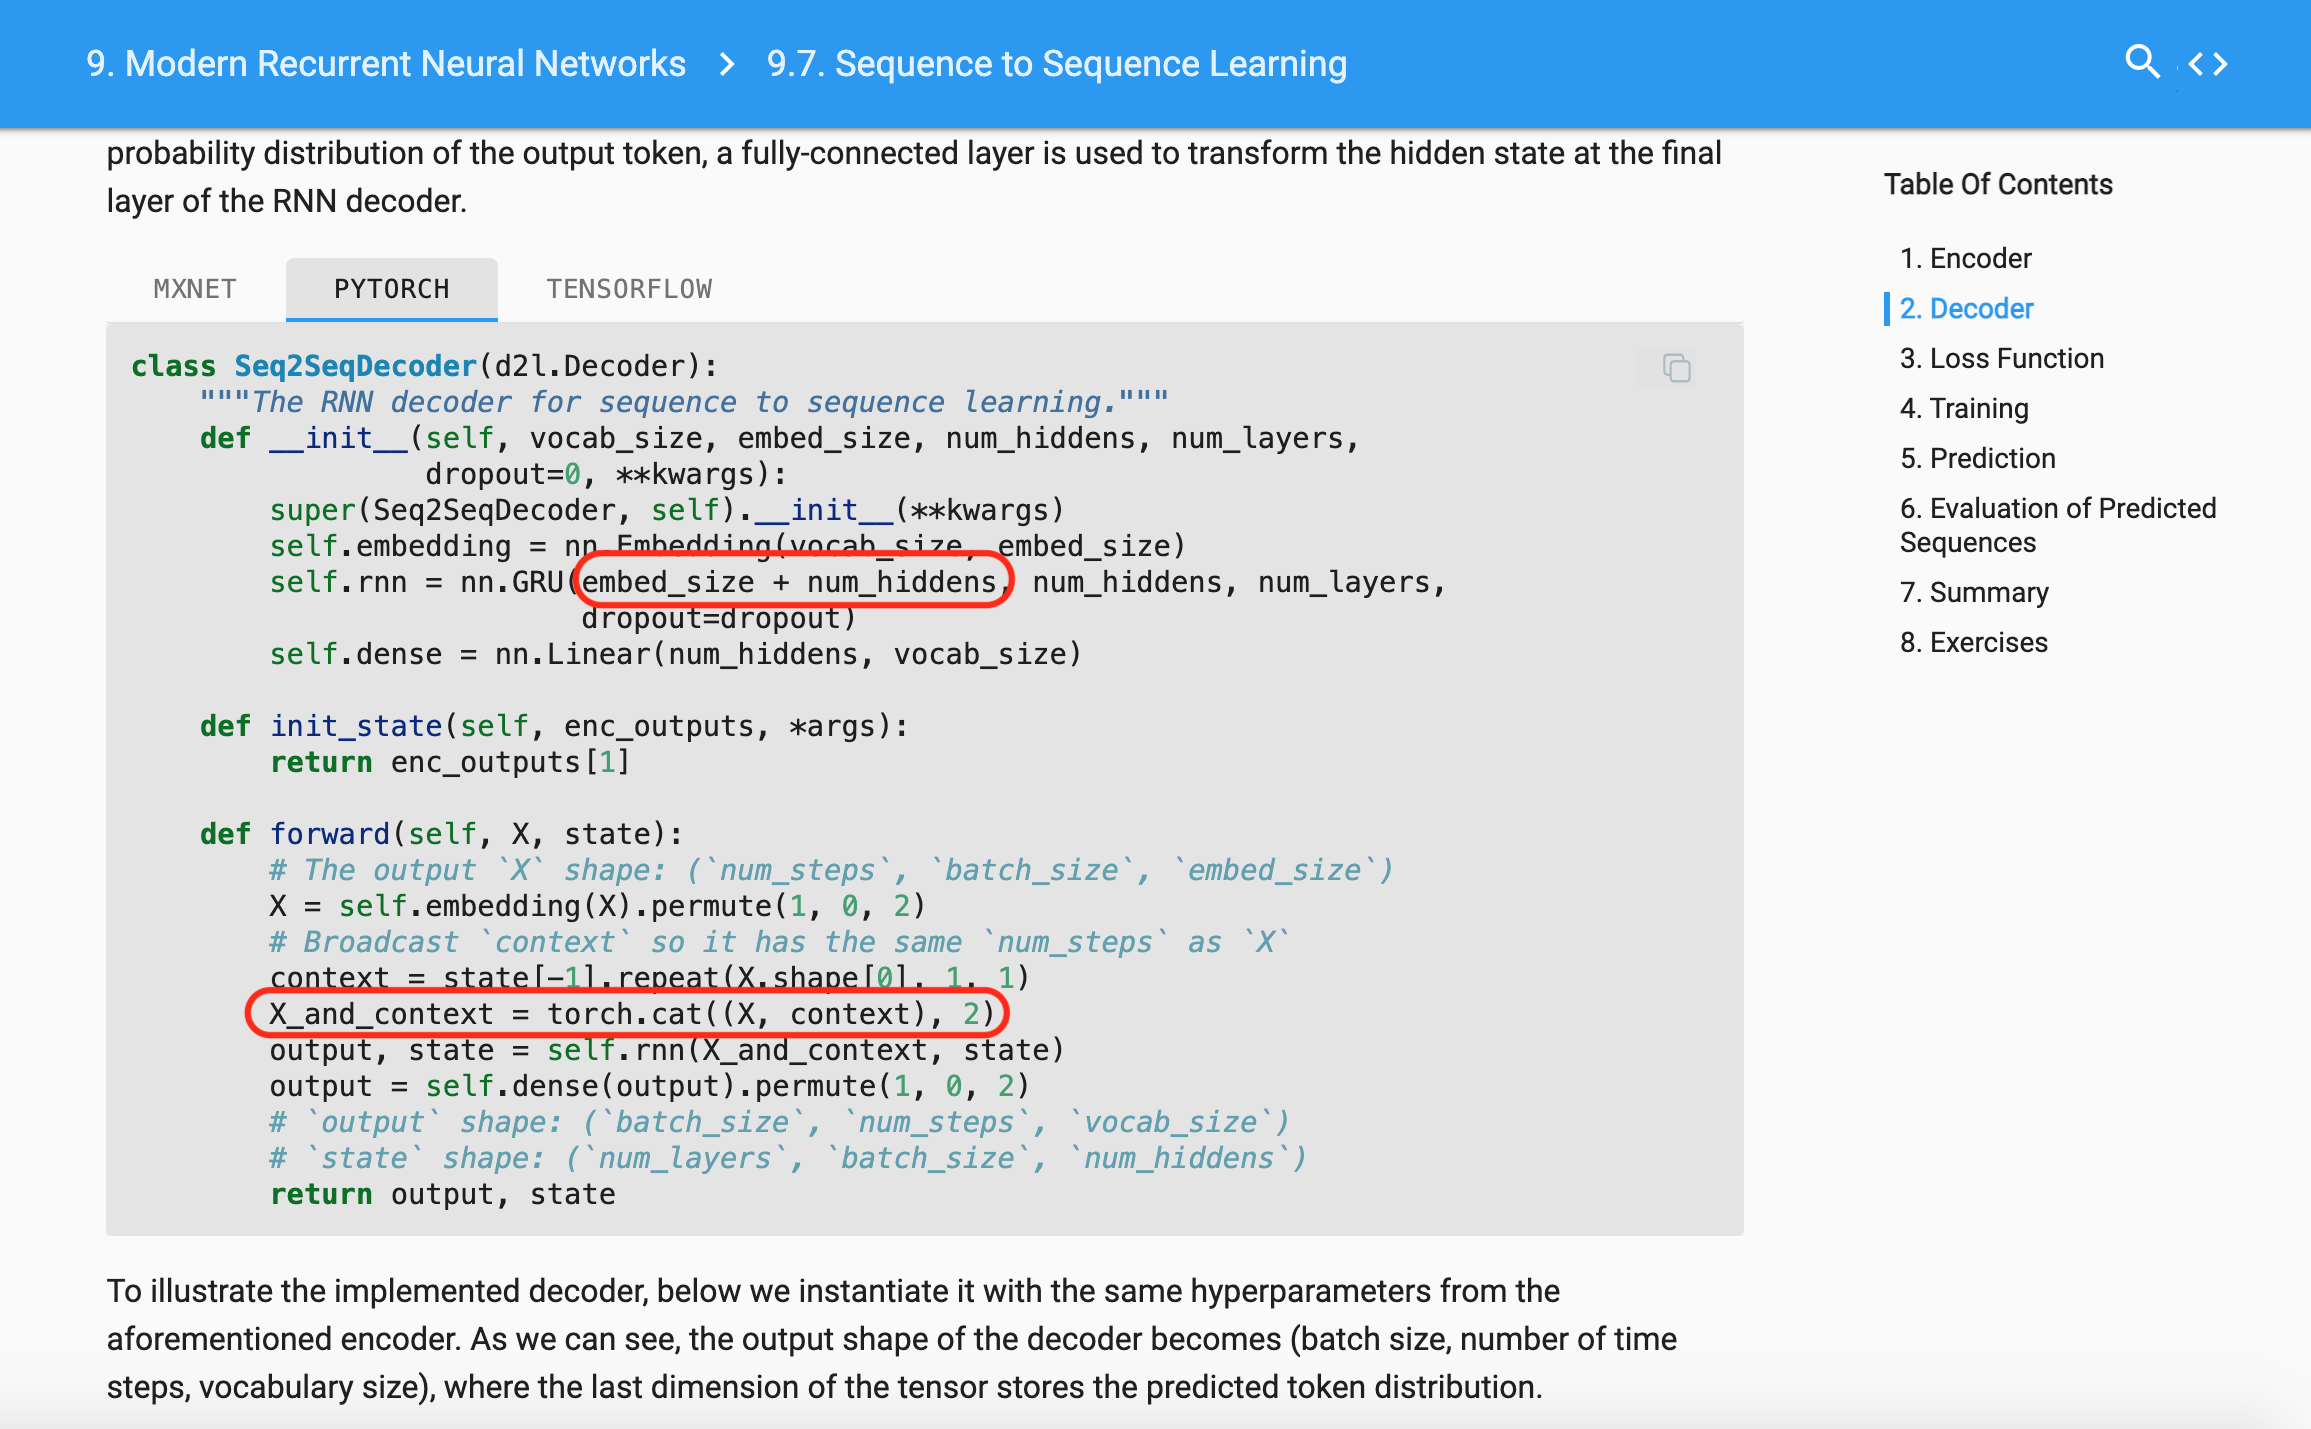 9. Modern Recurrent Neural Networks > 9.7. Sequence to Sequence Learning
probability distribution of the output token, a fully-connected layer is used to transform the hidden state at the final
layer of the RNN decoder.
MXNET PYTORCH TENSORFLOW
class Seq2SeqDecoder(d2l.Decoder):
    """The RNN decoder for sequence to sequence learning."""
    def __init__(self, vocab_size, embed_size, num_hiddens, num_layers,
                 dropout=0, **kwargs):
        super(Seq2SeqDecoder, self).__init__(**kwargs)
        self.embedding = nn.Embedding(vocab_size, embed_size)
        self.rnn = nn.GRU(embed_size + num_hiddens, num_hiddens, num_layers,
                          dropout=dropout)
        self.dense = nn.Linear(num_hiddens, vocab_size)
    def init_state(self, enc_outputs, *args):
        return enc_outputs[1]
    def forward(self, X, state):
        # The output `X` shape: (`num_steps`, `batch_size`, `embed_size`)
        X = self.embedding(X).permute(1, 0, 2)
        # Broadcast `context` so it has the same `num_steps` as `X`
        context = state[-1].repeat(X.shape[0], 1, 1)
        X_and_context = torch.cat((X, context), 2)
        output, state = self.rnn(X_and_context, state)
        output = self.dense(output).permute(1, 0, 2)
        # `output` shape: (`batch_size`, `num_steps`, `vocab_size`)
        # `state` shape: (`num_layers`, `batch_size`, `num_hiddens`)
        return output, state
To illustrate the implemented decoder, below we instantiate it with the same hyperparameters from the
aforementioned encoder. As we can see, the output shape of the decoder becomes (batch size, number of time
steps, vocabulary size), where the last dimension of the tensor stores the predicted token distribution.
Table Of Contents
1. Encoder
2. Decoder
3. Loss Function
4. Training
5. Prediction
6. Evaluation of Predicted
Sequences
7. Summary
8. Exercises